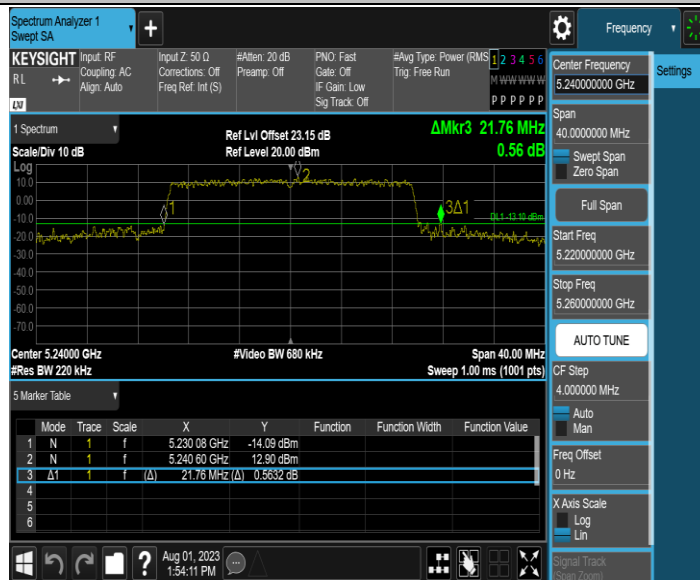 Spectrum Analyzer 1
Swept SA
+
Frequency
KEYSIGHT
RL
LXI
Input: RF
Coupling: AC
Align: Auto
Input Z: 50 Ω
Corrections: Off
Freq Ref: Int (S)
#Atten: 20 dB
Preamp: Off
PNO: Fast
Gate: Off
IF Gain: Low
Sig Track: Off
#Avg Type: Power (RMS
Trig: Free Run
1 2 3 4 5 6
M W W W W W
P P P P P P
1 Spectrum
Scale/Div 10 dB
Ref Lvl Offset 23.15 dB
Ref Level 20.00 dBm
ΔMkr3 21.76 MHz
0.56 dB
Log
10.0
0.00
-10.0
-20.0
-30.0
-40.0
-50.0
-60.0
-70.0
1
2
3Δ1
DL1 -13.10 dBm
Center 5.24000 GHz
#Res BW 220 kHz
#Video BW 680 kHz
Span 40.00 MHz
Sweep 1.00 ms (1001 pts)
5 Marker Table
Mode Trace Scale X Y Function Function Width Function Value
1 N 1 f 5.230 08 GHz -14.09 dBm
2 N 1 f 5.240 60 GHz 12.90 dBm
3 Δ1 1 f (Δ) 21.76 MHz (Δ) 0.5632 dB
4
5
6
Aug 01, 2023
1:54:11 PM
?
Center Frequency
5.240000000 GHz
Span
40.0000000 MHz
Swept Span
Zero Span
Full Span
Start Freq
5.220000000 GHz
Stop Freq
5.260000000 GHz
AUTO TUNE
CF Step
4.000000 MHz
Auto
Man
Freq Offset
0 Hz
X Axis Scale
Log
Lin
Signal Track
(Span Zoom)
Settings